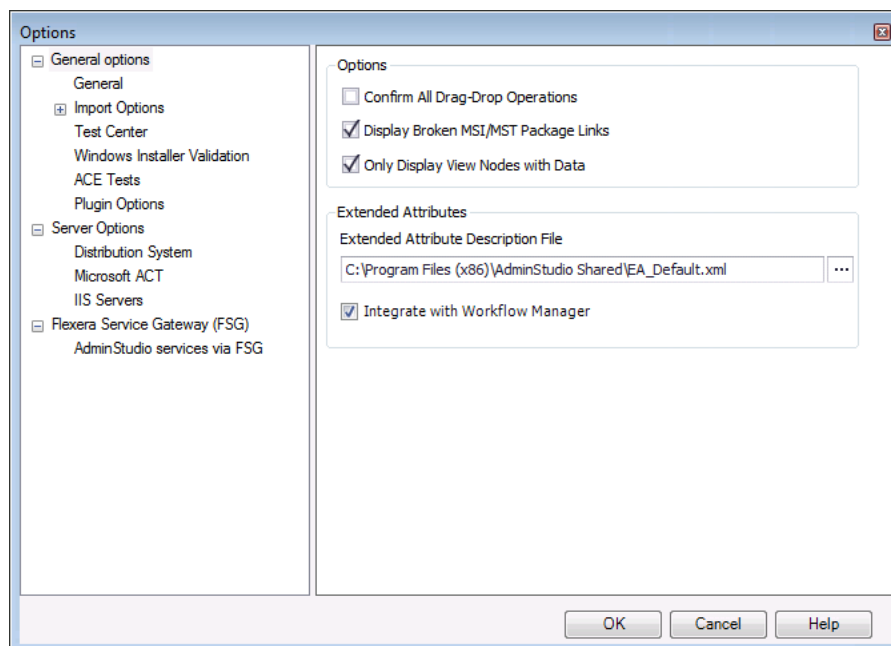 Options
General options
General
Import Options
Test Center
Windows Installer Validation
ACE Tests
Plugin Options
Server Options
Distribution System
Microsoft ACT
IIS Servers
Flexera Service Gateway (FSG)
AdminStudio services via FSG
Options
Confirm All Drag-Drop Operations
Display Broken MSI/MST Package Links
Only Display View Nodes with Data
Extended Attributes
Extended Attribute Description File
C:\Program Files (x86)\AdminStudio Shared\EA_Default.xml
...
Integrate with Workflow Manager
OK Cancel Help